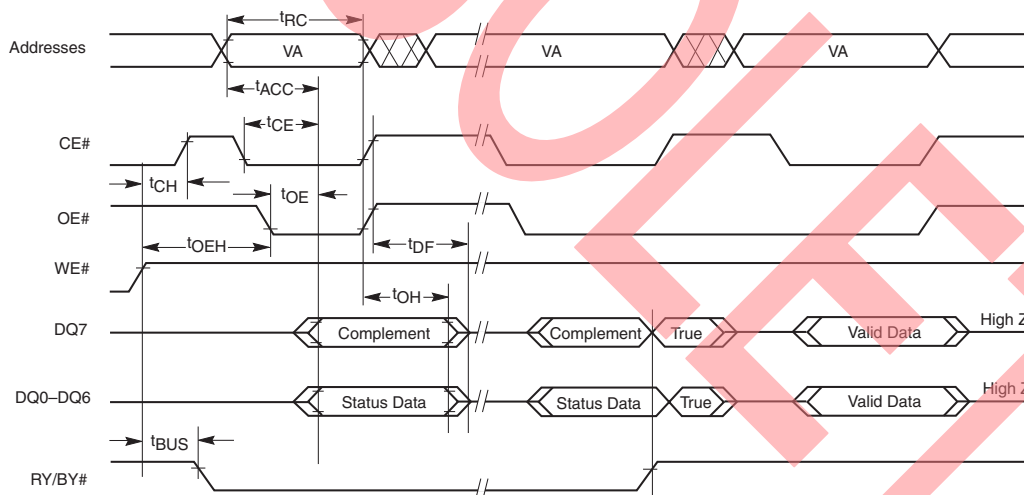 tRC
Addresses VA VA VA
tACC
tCE
CE#
tCH
tOE
OE#
tOEH tDF
WE#
tOH
DQ7 Complement Complement True Valid Data High Z
DQ0–DQ6 Status Data Status Data True Valid Data High Z
tBUS
RY/BY#